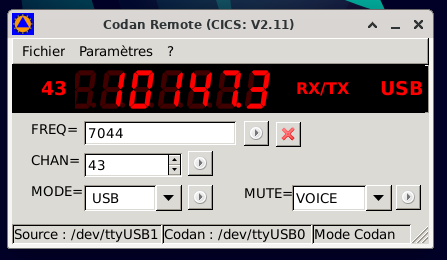 Codan Remote (CICS: V2.11)
Fichier Paramètres ?
43 10147.3 RX/TX USB
FREQ= 7044
CHAN= 43
MODE= USB MUTE= VOICE
Source : /dev/ttyUSB1 Codan : /dev/ttyUSB0 Mode Codan